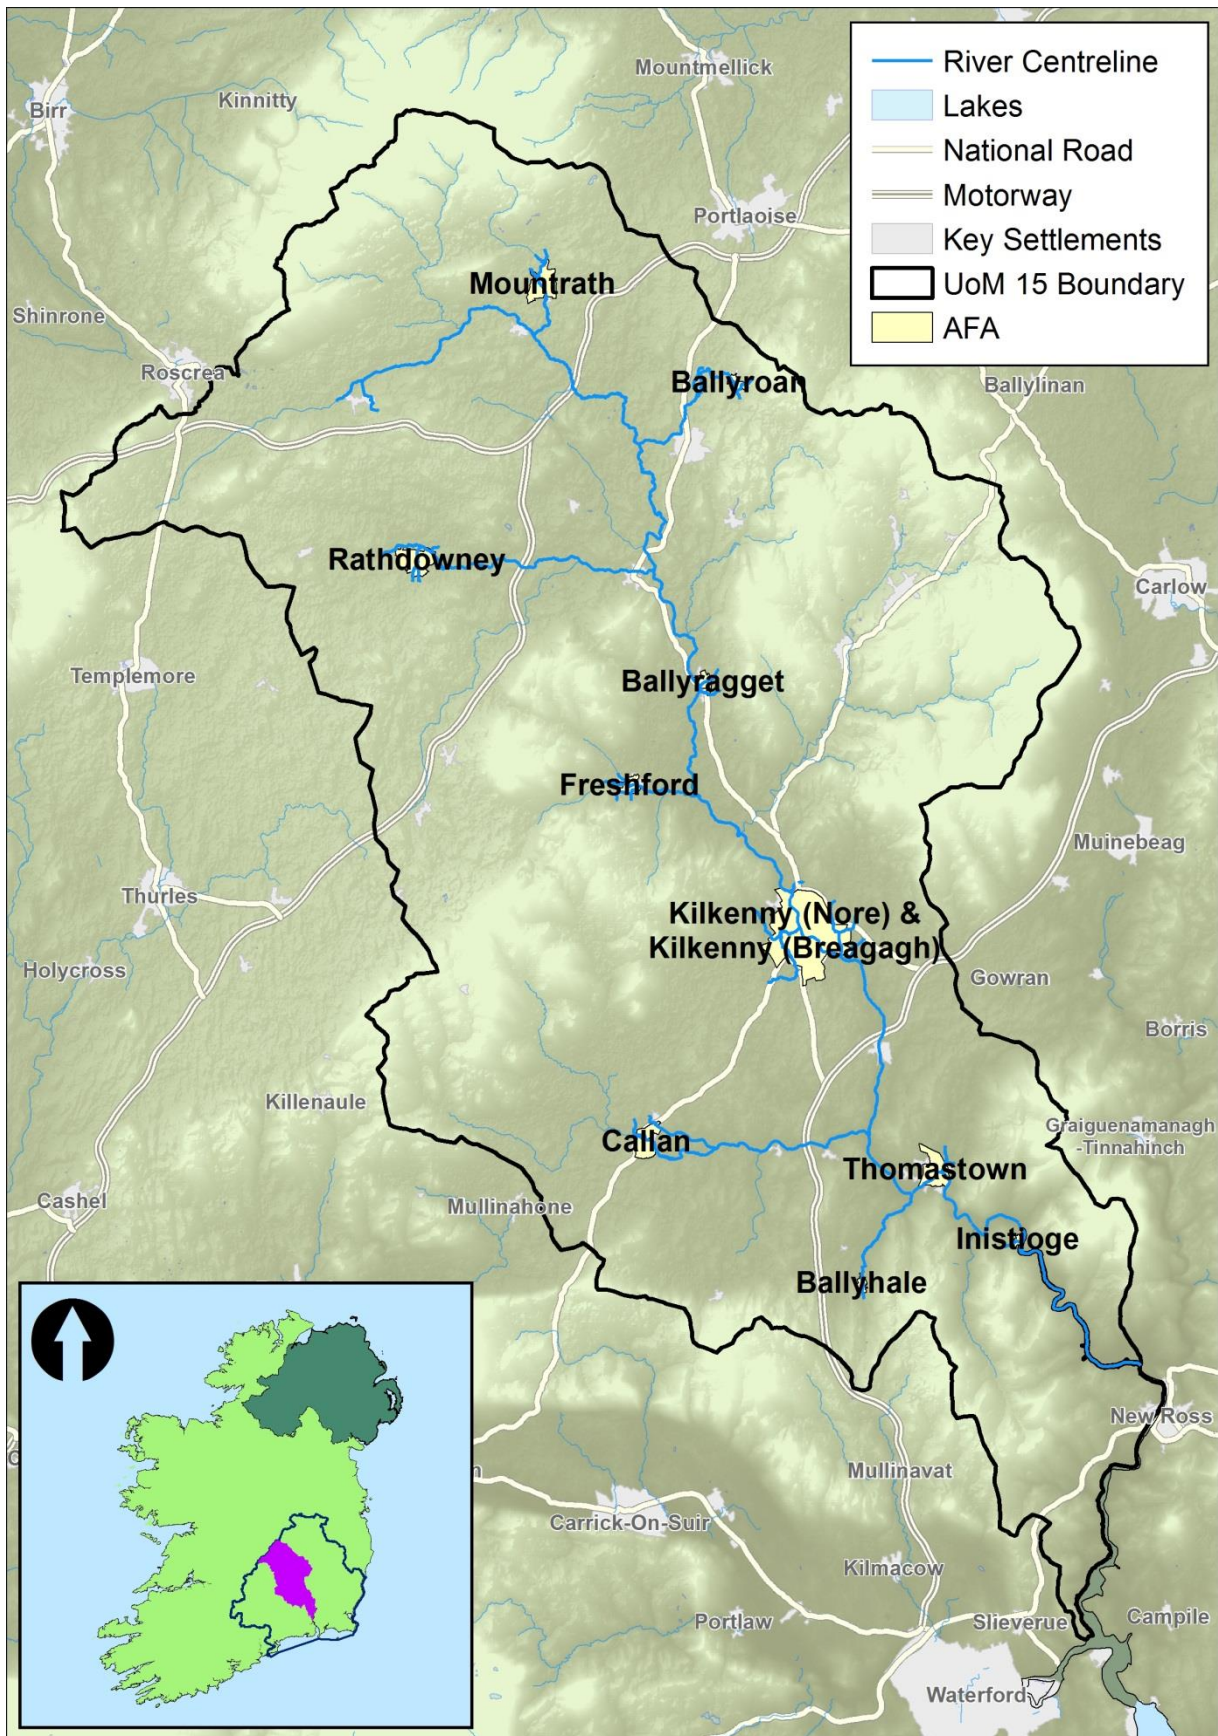 River Centreline
Lakes
National Road
Motorway
Key Settlements
UoM 15 Boundary
AFA
Mountmellick
Kinnitty
Birr
Portlaoise
Mountrath
Shinrone
Roscrea
Ballyroan
Ballylinan
Rathdowney
Carlow
Templemore
Ballyragget
Freshford
Muinebeag
Thurles
Kilkenny (Nore) &
Kilkenny (Breagagh)
Holycross
Gowran
Borris
Killenaule
Callan
Graiguenamanagh
-Tinnahinch
Thomastown
Cashel
Mullinahone
Inistioge
Ballyhale
New Ross
Mullinavat
Carrick-On-Suir
Kilmacow
Portlaw
Slieverue
Campile
Waterford